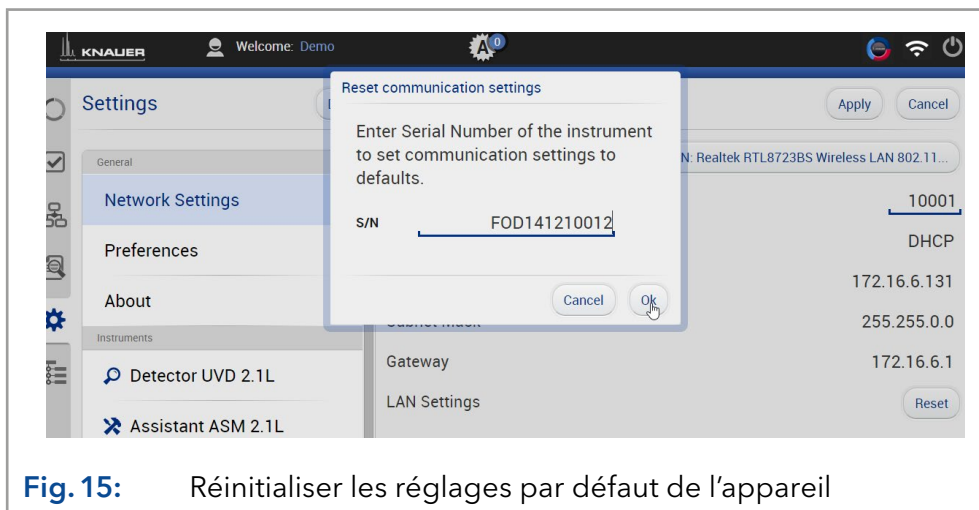 KNAUER
Welcome: Demo
A 0
Reset communication settings
Settings
Apply
Cancel
Enter Serial Number of the instrument
to set communication settings to
defaults.
General
N: Realtek RTL8723BS Wireless LAN 802.11...
Network Settings
10001
S/N FOD141210012
Preferences
DHCP
172.16.6.131
About
Cancel
Ok
Subnet Mask
255.255.0.0
Instruments
Gateway
172.16.6.1
Detector UVD 2.1L
LAN Settings
Reset
Assistant ASM 2.1L
Fig. 15: Réinitialiser les réglages par défaut de l’appareil